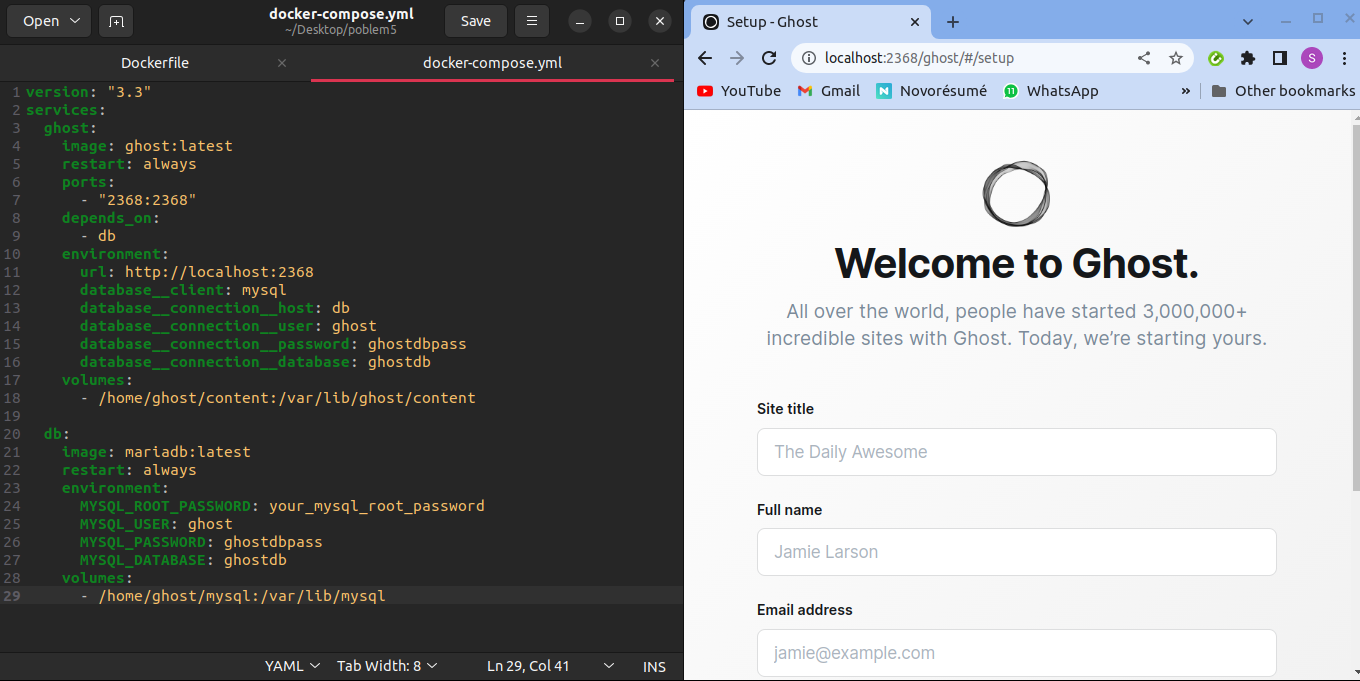 Open
docker-compose.yml
~/Desktop/poblem5
Save
Dockerfile
docker-compose.yml
1 version: "3.3"
2 services:
3   ghost:
4     image: ghost:latest
5     restart: always
6     ports:
7       - "2368:2368"
8     depends_on:
9       - db
10     environment:
11       url: http://localhost:2368
12       database__client: mysql
13       database__connection__host: db
14       database__connection__user: ghost
15       database__connection__password: ghostdbpass
16       database__connection__database: ghostdb
17     volumes:
18       - /home/ghost/content:/var/lib/ghost/content
19
20   db:
21     image: mariadb:latest
22     restart: always
23     environment:
24       MYSQL_ROOT_PASSWORD: your_mysql_root_password
25       MYSQL_USER: ghost
26       MYSQL_PASSWORD: ghostdbpass
27       MYSQL_DATABASE: ghostdb
28     volumes:
29       - /home/ghost/mysql:/var/lib/mysql
YAML Tab Width: 8 Ln 29, Col 41 INS
Setup - Ghost
localhost:2368/ghost/#/setup
S
YouTube Gmail Novorésumé 11 WhatsApp » Other bookmarks
Welcome to Ghost.
All over the world, people have started 3,000,000+
incredible sites with Ghost. Today, we’re starting yours.
Site title
The Daily Awesome
Full name
Jamie Larson
Email address
jamie@example.com